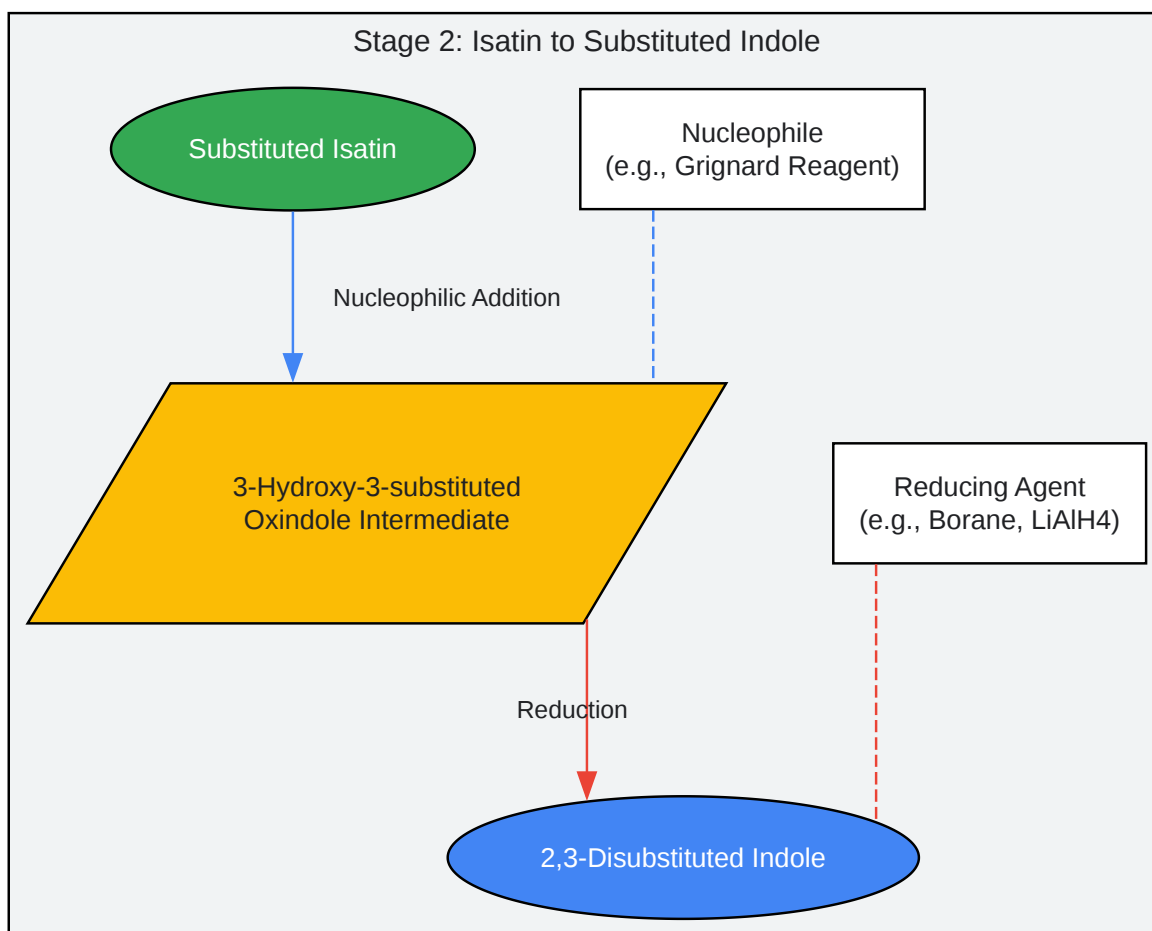 Stage 2: Isatin to Substituted Indole
Substituted Isatin
Nucleophile
(e.g., Grignard Reagent)
Nucleophilic Addition
3-Hydroxy-3-substituted
Oxindole Intermediate
Reducing Agent
(e.g., Borane, LiAlH4)
Reduction
2,3-Disubstituted Indole